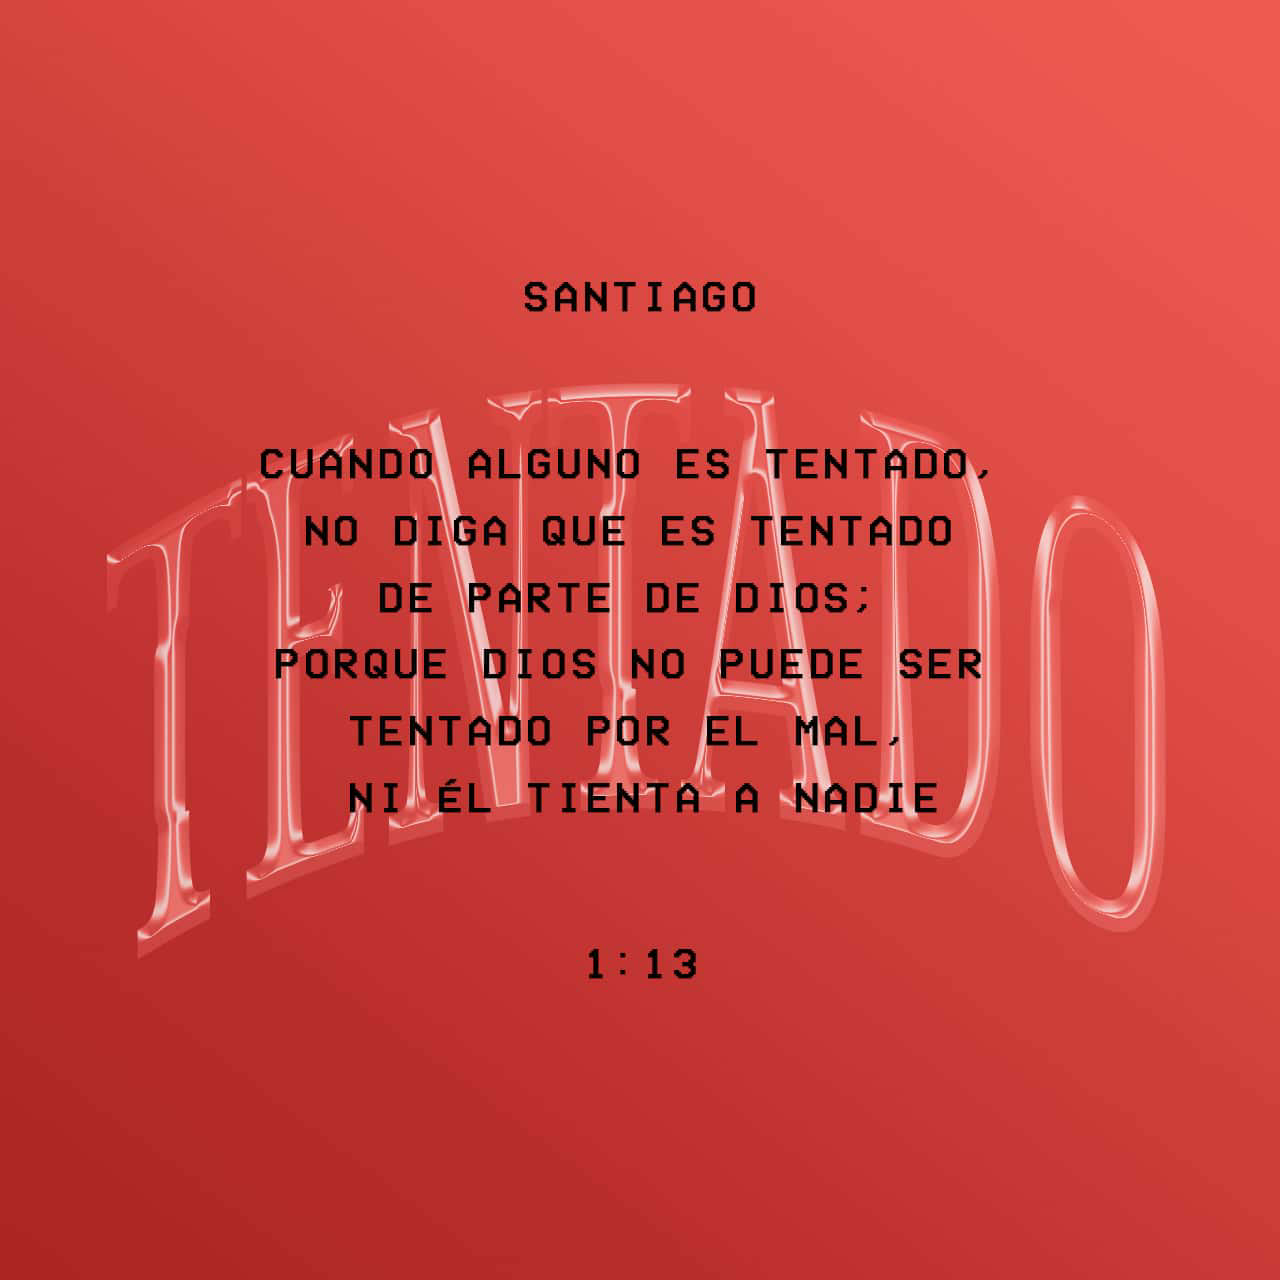 SANTIAGO
TENTADO
CUANDO ALGUNO ES TENTADO,
NO DIGA QUE ES TENTADO
DE PARTE DE DIOS;
PORQUE DIOS NO PUEDE SER
TENTADO POR EL MAL,
NI ÉL TIENTA A NADIE
1:13